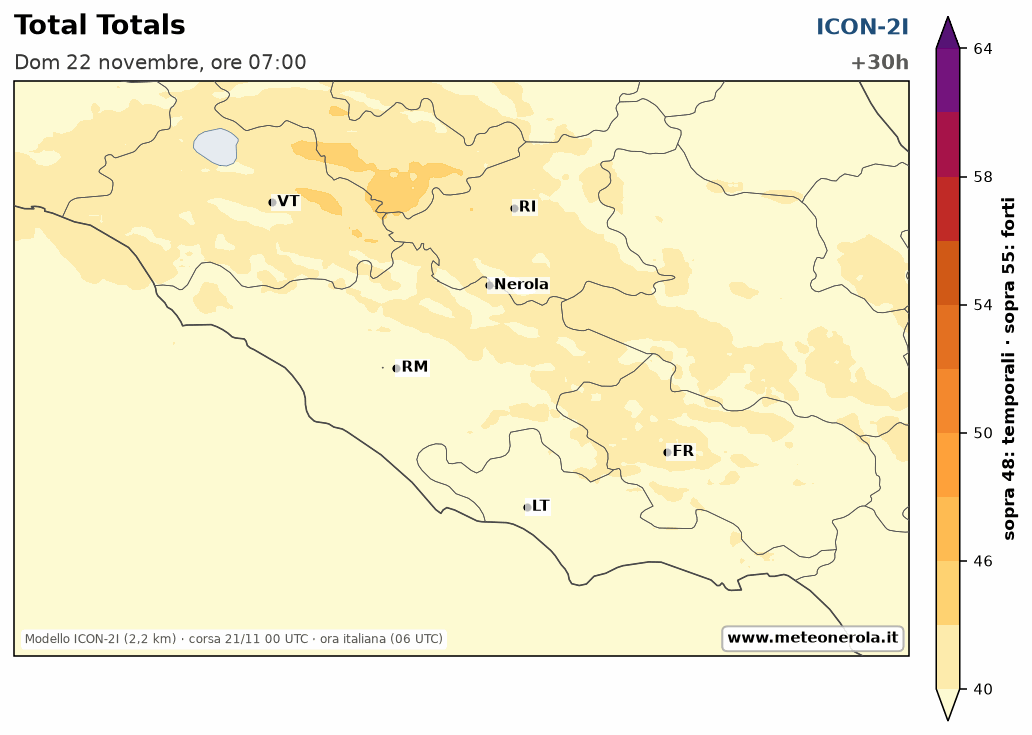 Total Totals
ICON-2I
Dom 22 novembre, ore 07:00
+30h
VT
RI
Nerola
RM
FR
LT
Modello ICON-2I (2,2 km) · corsa 21/11 00 UTC · ora italiana (06 UTC)
www.meteonerola.it
64
58
54
50
46
40
sopra 48: temporali · sopra 55: forti